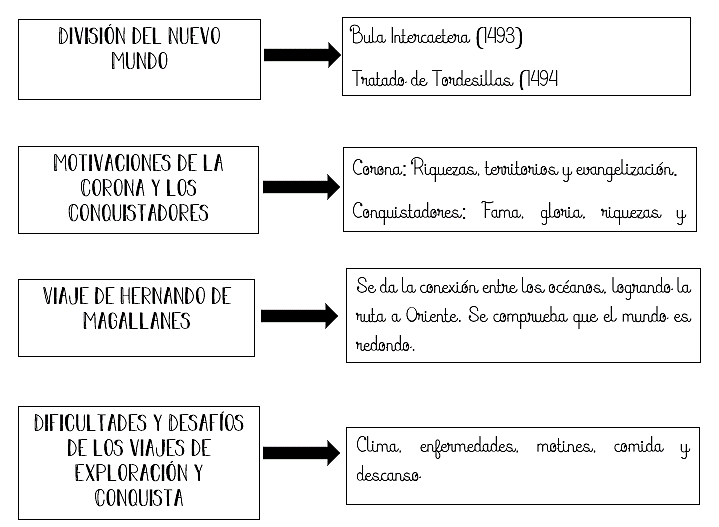 DIVISIÓN DEL NUEVO
MUNDO
Bula Intercaetera (1493)
Tratado de Tordesillas (1494
MOTIVACIONES DE LA
CORONA Y LOS
CONQUISTADORES
Corona: Riquezas, territorios y evangelización.
Conquistadores: Fama, gloria, riquezas y
VIAJE DE HERNANDO DE
MAGALLANES
Se da la conexión entre los océanos, logrando la
ruta a Oriente. Se comprueba que el mundo es
redondo.
DIFICULTADES Y DESAFÍOS
DE LOS VIAJES DE
EXPLORACIÓN Y
CONQUISTA
Clima, enfermedades, motines, comida y
descanso